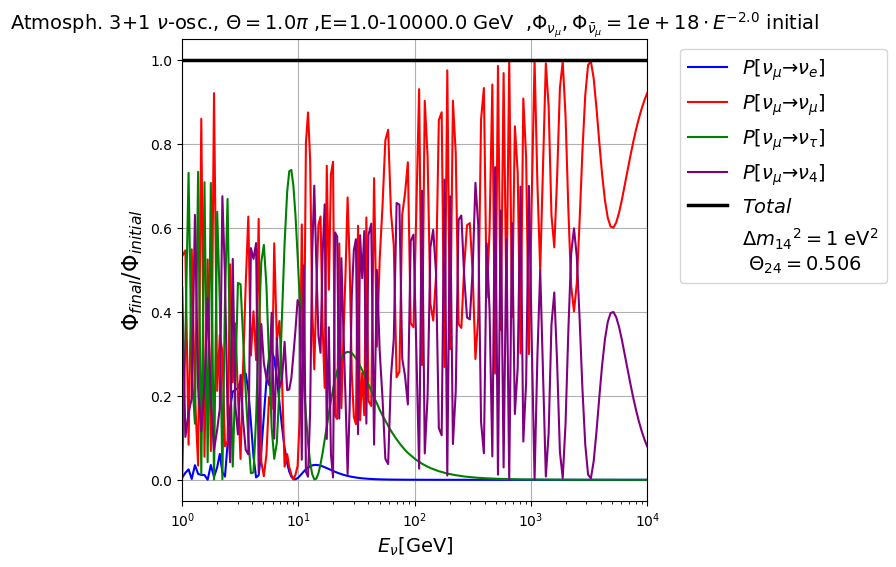 Atmosph. 3+1 ν-osc., Θ = 1.0π ,E=1.0-10000.0 GeV ,Φ_{ν_μ}, Φ_{ν̄_μ} = 1e + 18 · E^{−2.0} initial
Φ_{final}/Φ_{initial}
1.0
0.8
0.6
0.4
0.2
0.0
10^0
10^1
10^2
10^3
10^4
E_ν[GeV]
P[ν_μ→ν_e]
P[ν_μ→ν_μ]
P[ν_μ→ν_τ]
P[ν_μ→ν_4]
Total
Δm_{14}^2 = 1 eV^2
Θ_{24} = 0.506